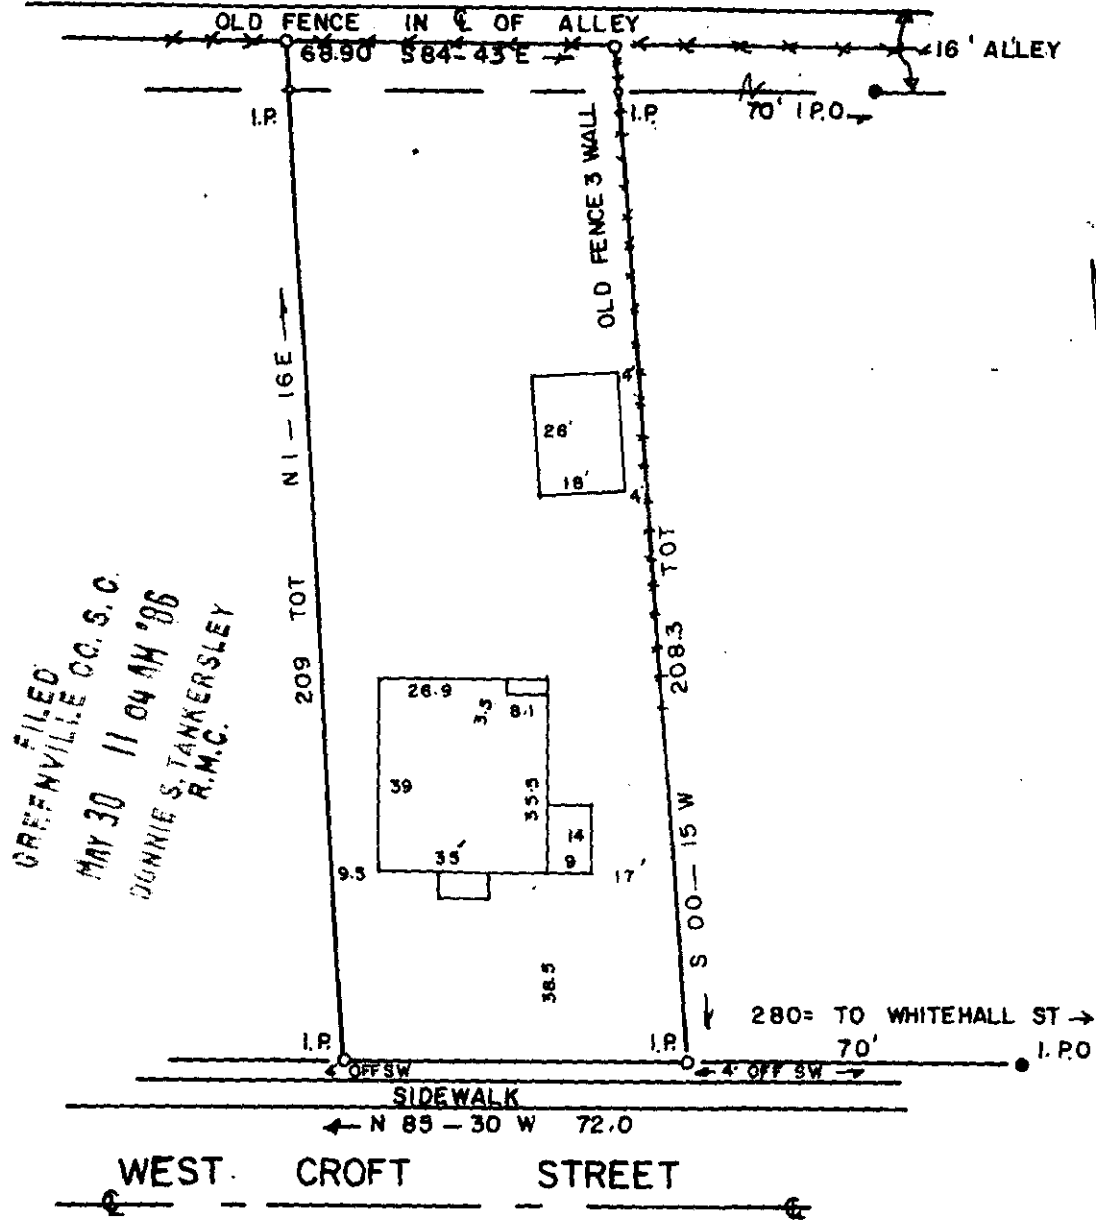 OLD FENCE IN ℄ OF ALLEY
68.90 S 84-43 E →
16' ALLEY
I.P.
I.P.
N
70' I.P.O →
OLD FENCE 3 WALL
N 1-16 E
4'
26'
18'
4'
209 TOT
208.3 TOT
FILED
GREENVILLE CO. S. C.
MAY 30 11 04 AM '86
DONNIE S. TANKERSLEY
R.M.C.
26.9
3.5
8.1
39
35.5
14
35'
9
9.5
17'
S 00-15 W
38.5
280= TO WHITEHALL ST →
I.P.
I.P.
70'
I.P.O
4' OFF SW
← 4' OFF SW →
SIDEWALK
← N 85-30 W 72.0
WEST CROFT STREET
℄ ℄